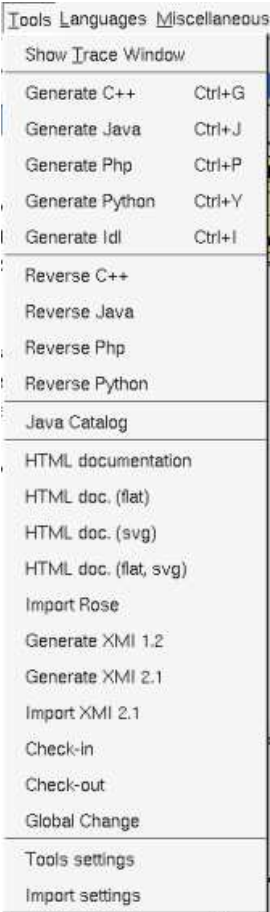 Tools Languages Miscellaneous
Show Trace Window
Generate C++ Ctrl+G
Generate Java Ctrl+J
Generate Php Ctrl+P
Generate Python Ctrl+Y
Generate Idl Ctrl+I
Reverse C++
Reverse Java
Reverse Php
Reverse Python
Java Catalog
HTML documentation
HTML doc. (flat)
HTML doc. (svg)
HTML doc. (flat, svg)
Import Rose
Generate XMI 1.2
Generate XMI 2.1
Import XMI 2.1
Check-in
Check-out
Global Change
Tools settings
Import settings